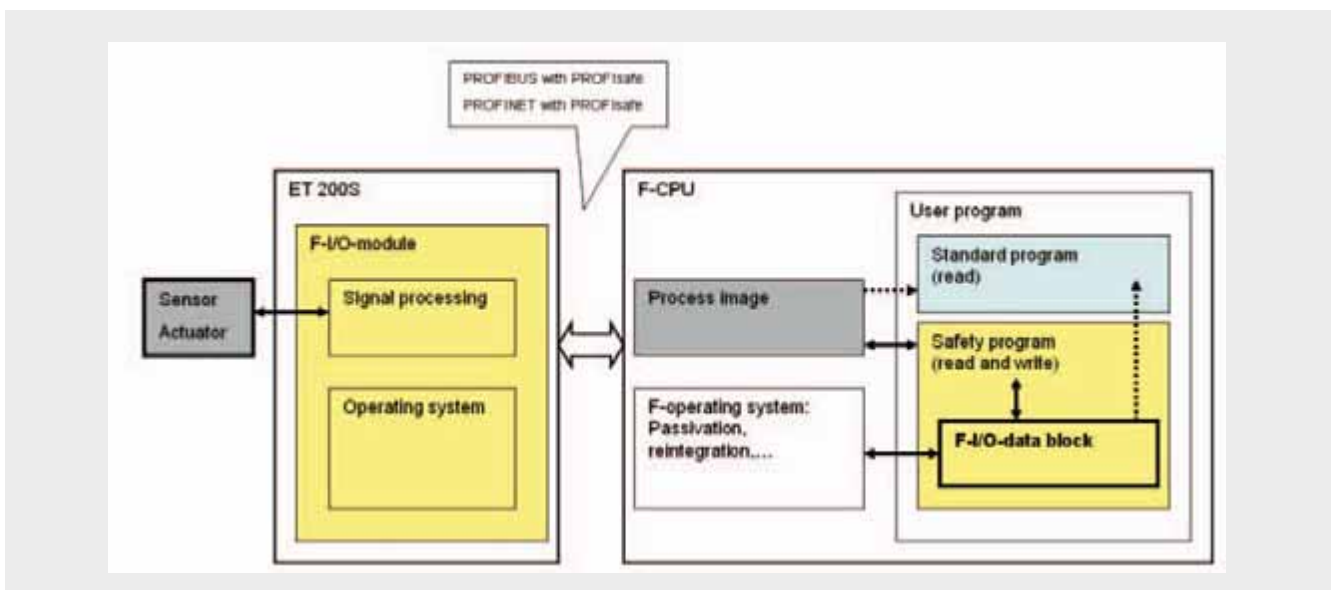 PROFIBUS with PROFIsafe
PROFINET with PROFIsafe
ET 200S
F-I/O-module
Signal processing
Operating system
Sensor
Actuator
F-CPU
Process image
F-operating system:
Passivation,
reintegration,...
User program
Standard program
(read)
Safety program
(read and write)
F-I/O-data block